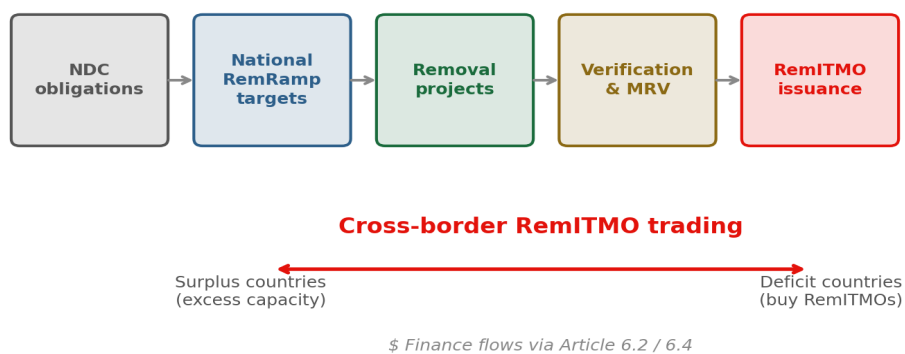 NDC
obligations
National
RemRamp
targets
Removal
projects
Verification
& MRV
RemITMO
issuance
Cross-border RemITMO trading
Surplus countries
(excess capacity)
Deficit countries
(buy RemITMOs)
$ Finance flows via Article 6.2 / 6.4